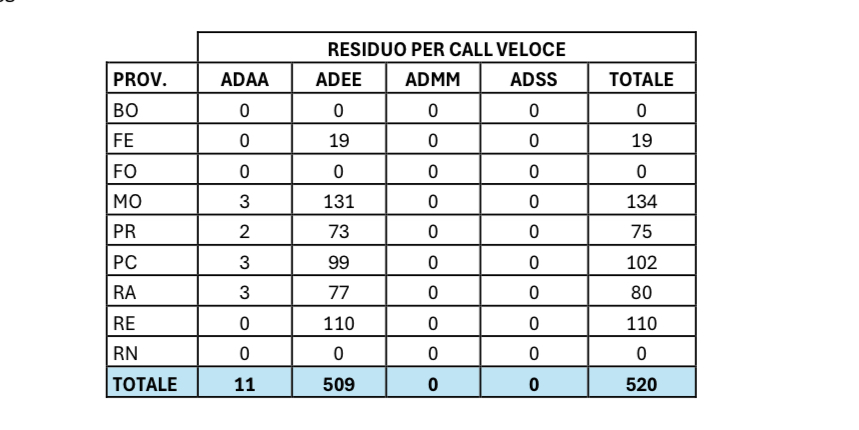 RESIDUO PER CALL VELOCE
PROV. ADAA ADEE ADMM ADSS TOTALE
BO 0 0 0 0 0
FE 0 19 0 0 19
FO 0 0 0 0 0
MO 3 131 0 0 134
PR 2 73 0 0 75
PC 3 99 0 0 102
RA 3 77 0 0 80
RE 0 110 0 0 110
RN 0 0 0 0 0
TOTALE 11 509 0 0 520